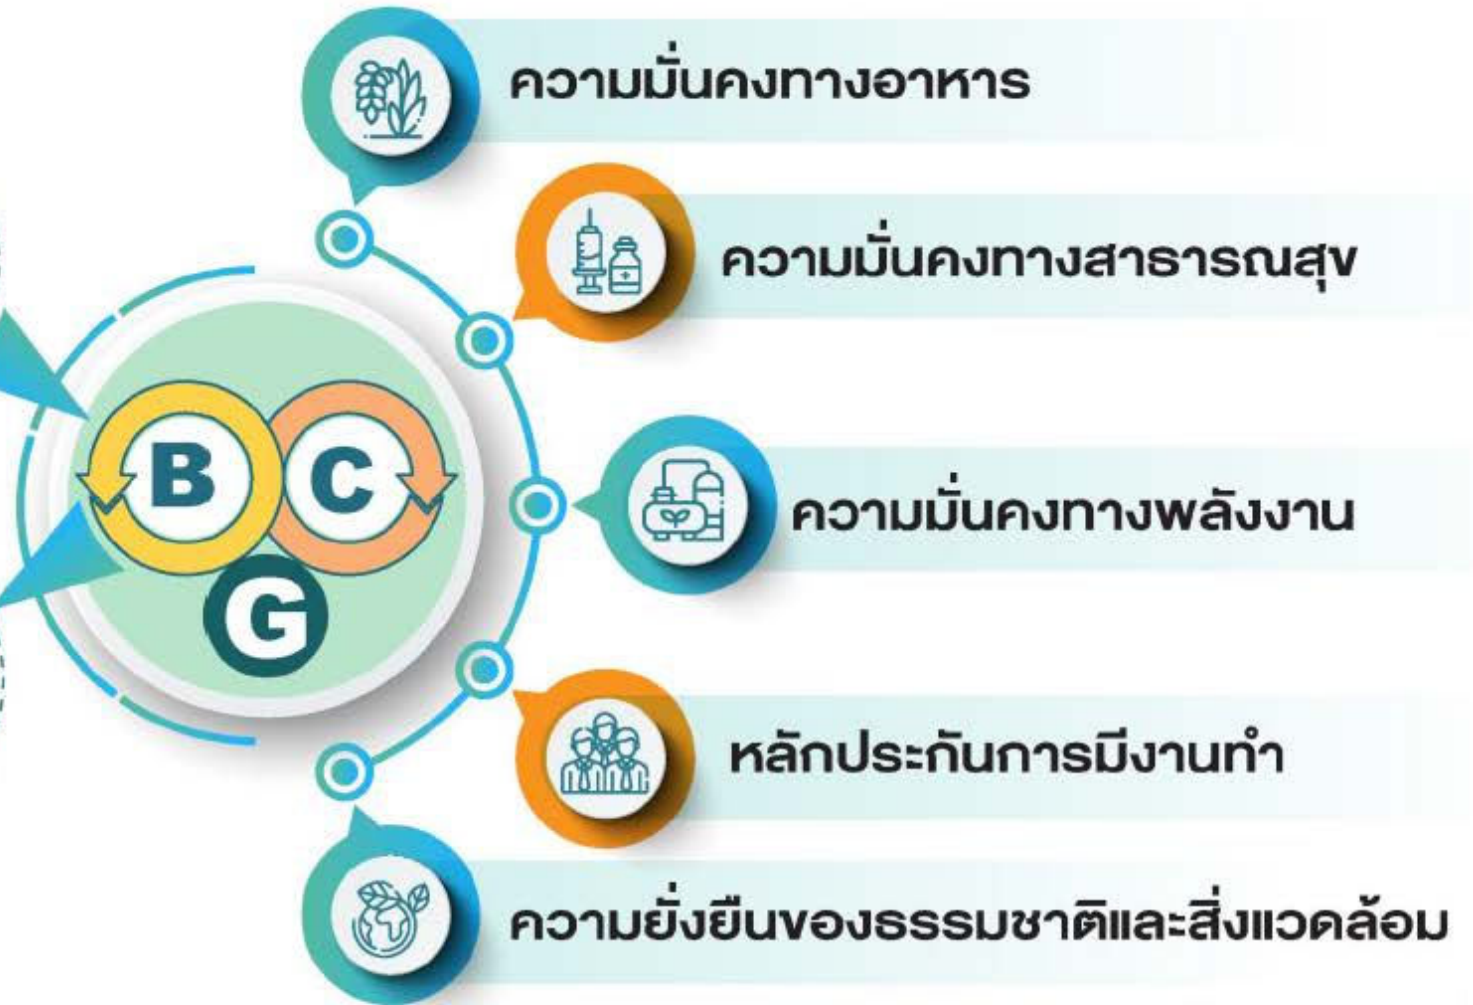 ความมั่นคงทางอาหาร
ความมั่นคงทางสาธารณสุข
B C
G
ความมั่นคงทางพลังงาน
หลักประกันการมีงานทำ
ความยั่งยืนของธรรมชาติและสิ่งแวดล้อม